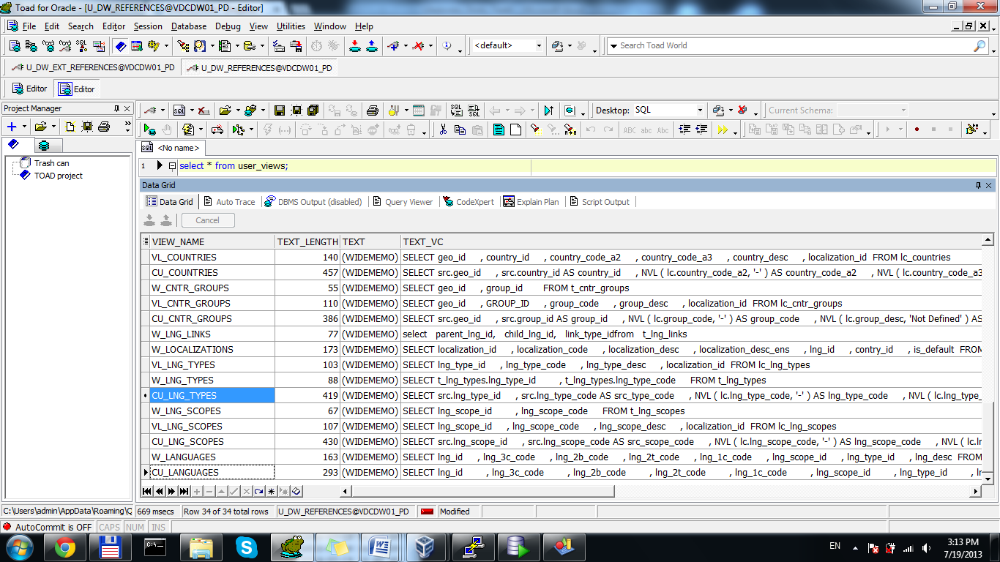 Toad for Oracle - [U_DW_REFERENCES@VDCDW01_PD - Editor]
File Edit Search Editor Session Database Debug View Utilities Window Help
<default> Search Toad World
U_DW_EXT_REFERENCES@VDCDW01_PD U_DW_REFERENCES@VDCDW01_PD
Editor Editor
Project Manager
Desktop: SQL Current Schema:
SQL <No name>
1 select * from user_views;
Trash can
TOAD project
Data Grid
Data Grid Auto Trace DBMS Output (disabled) Query Viewer CodeXpert Explain Plan Script Output
Cancel
VIEW_NAME TEXT_LENGTH TEXT TEXT_VC
VL_COUNTRIES 140 (WIDEMEMO) SELECT geo_id , country_id , country_code_a2 , country_code_a3 , country_desc , localization_id FROM lc_countries
CU_COUNTRIES 457 (WIDEMEMO) SELECT src.geo_id , src.country_id AS country_id , NVL ( lc.country_code_a2, '-' ) AS country_code_a2 , NVL ( lc.country_code_a3
W_CNTR_GROUPS 55 (WIDEMEMO) SELECT geo_id , group_id FROM t_cntr_groups
VL_CNTR_GROUPS 110 (WIDEMEMO) SELECT geo_id , GROUP_ID , group_code , group_desc , localization_id FROM lc_cntr_groups
CU_CNTR_GROUPS 386 (WIDEMEMO) SELECT src.geo_id , src.group_id AS group_id , NVL ( lc.group_code, '-' ) AS group_code , NVL ( lc.group_desc, 'Not Defined' ) AS
W_LNG_LINKS 77 (WIDEMEMO) select parent_lng_id, child_lng_id, link_type_idfrom t_lng_links
W_LOCALIZATIONS 173 (WIDEMEMO) SELECT localization_id , localization_code , localization_desc , localization_desc_ens , lng_id , contry_id , is_default FROM
VL_LNG_TYPES 103 (WIDEMEMO) SELECT lng_type_id , lng_type_code , lng_type_desc , localization_id FROM lc_lng_types
W_LNG_TYPES 88 (WIDEMEMO) SELECT t_lng_types.lng_type_id , t_lng_types.lng_type_code FROM t_lng_types
CU_LNG_TYPES 419 (WIDEMEMO) SELECT src.lng_type_id , src.lng_type_code AS src_type_code , NVL ( lc.lng_type_code, '-' ) AS lng_type_code , NVL ( lc.lng_type_
W_LNG_SCOPES 67 (WIDEMEMO) SELECT lng_scope_id , lng_scope_code FROM t_lng_scopes
VL_LNG_SCOPES 107 (WIDEMEMO) SELECT lng_scope_id , lng_scope_code , lng_scope_desc , localization_id FROM lc_lng_scopes
CU_LNG_SCOPES 430 (WIDEMEMO) SELECT src.lng_scope_id , src.lng_scope_code AS src_scope_code , NVL ( lc.lng_scope_code, '-' ) AS lng_scope_code , NVL ( lc.ln
W_LANGUAGES 163 (WIDEMEMO) SELECT lng_id , lng_3c_code , lng_2b_code , lng_2t_code , lng_1c_code , lng_scope_id , lng_type_id , lng_desc FROM
CU_LANGUAGES 293 (WIDEMEMO) SELECT lng_id , lng_3c_code , lng_2b_code , lng_2t_code , lng_1c_code , lng_scope_id , lng_type_id , ln
C:\Users\admin\AppData\Roaming\Q 669 msecs Row 34 of 34 total rows U_DW_REFERENCES@VDCDW01_PD Modified
AutoCommit is OFF CAPS NUM INS
EN 3:13 PM
7/19/2013